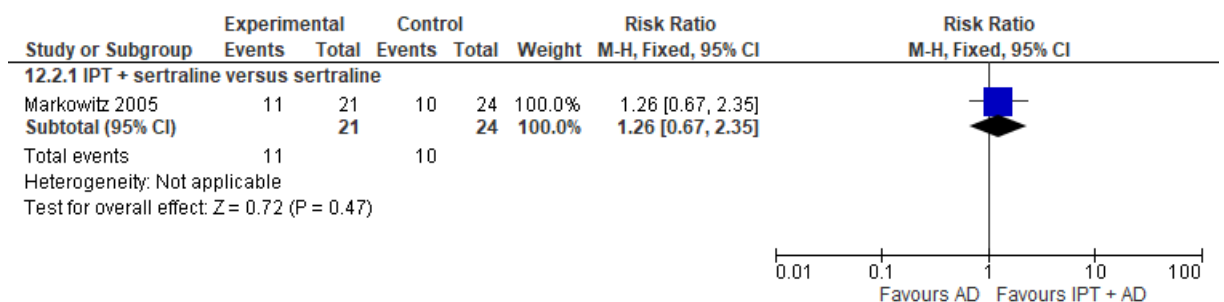 Experimental Control Risk Ratio Risk Ratio
Study or Subgroup Events Total Events Total Weight M-H, Fixed, 95% CI M-H, Fixed, 95% CI
12.2.1 IPT + sertraline versus sertraline
Markowitz 2005 11 21 10 24 100.0% 1.26 [0.67, 2.35]
Subtotal (95% CI) 21 24 100.0% 1.26 [0.67, 2.35]
Total events 11 10
Heterogeneity: Not applicable
Test for overall effect: Z = 0.72 (P = 0.47)
0.01 0.1 1 10 100
Favours AD Favours IPT + AD